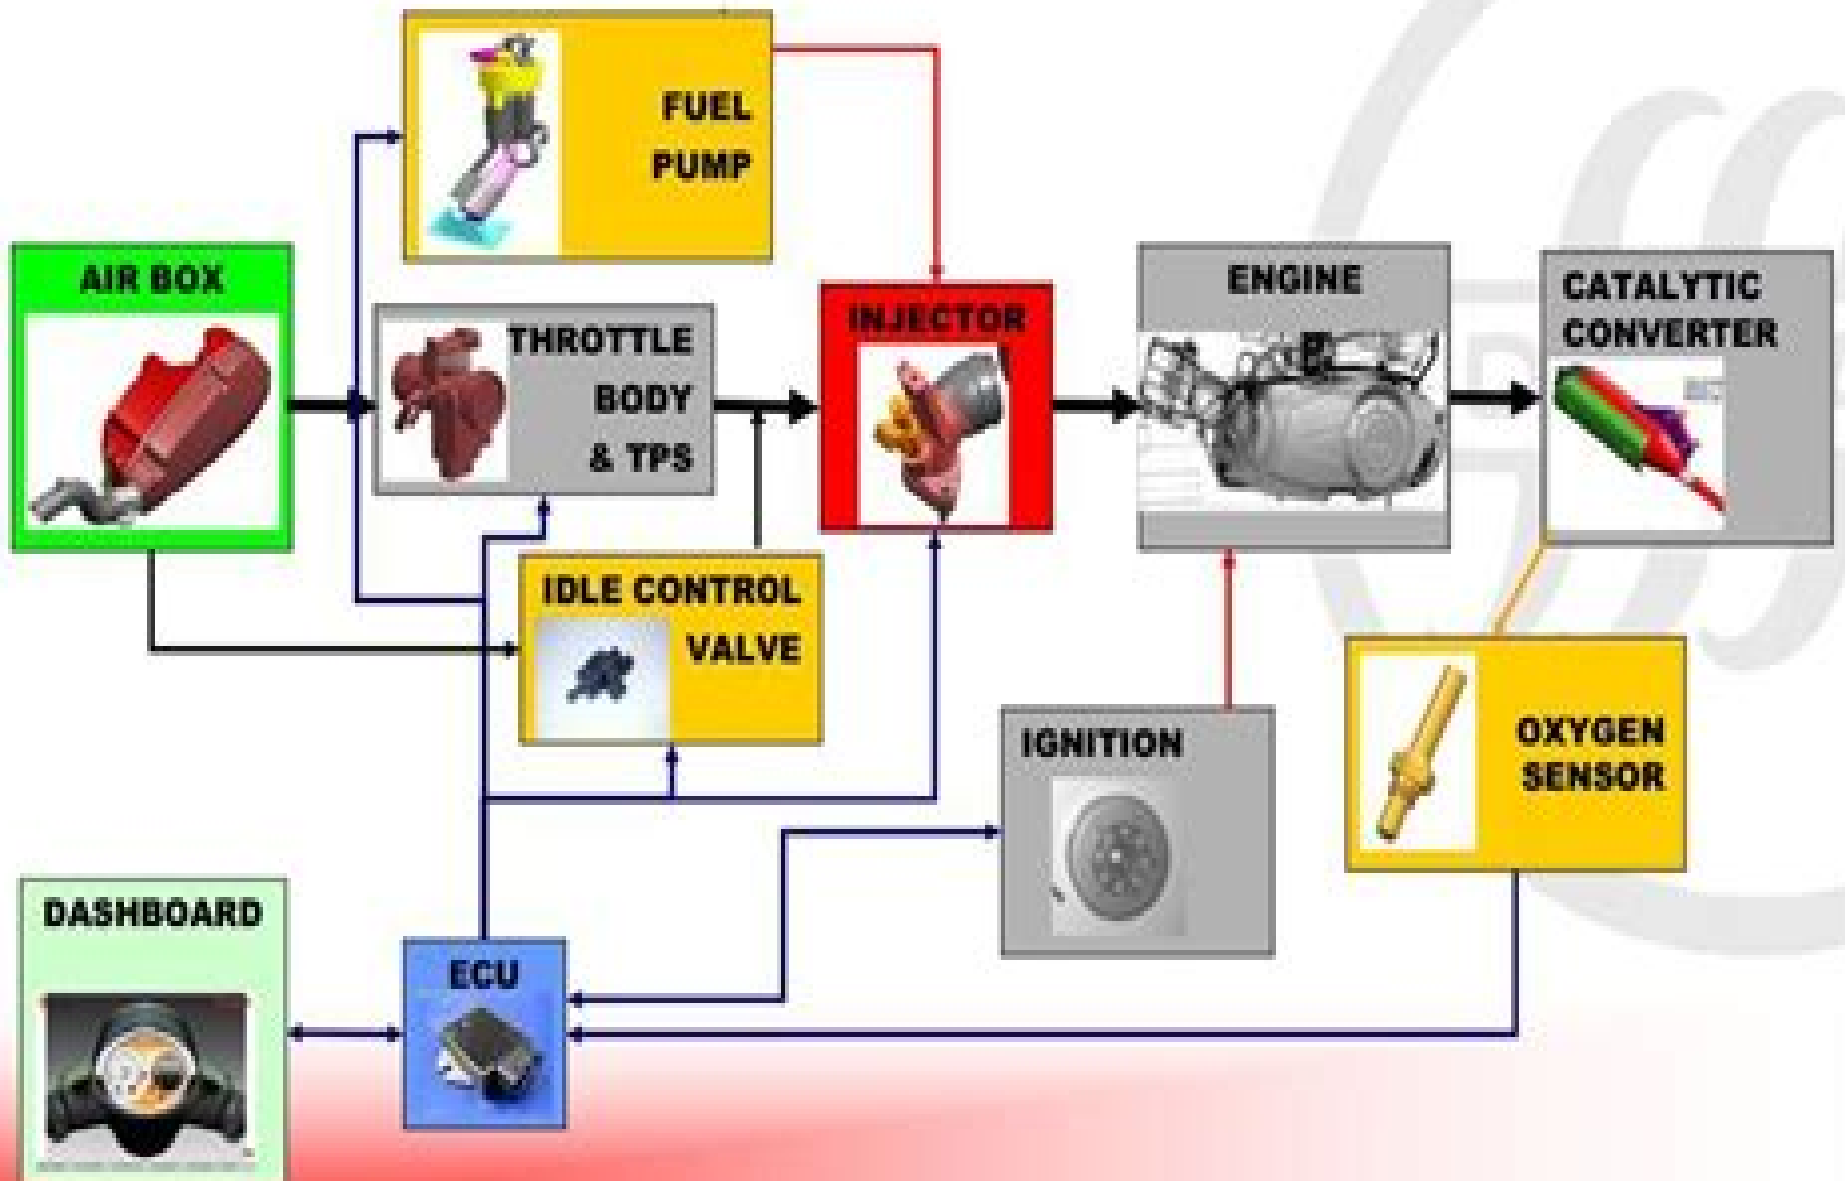 FUEL
PUMP
AIR BOX
THROTTLE
BODY
& TPS
INJECTOR
ENGINE
CATALYTIC
CONVERTER
IDLE CONTROL
VALVE
IGNITION
OXYGEN
SENSOR
DASHBOARD
ECU